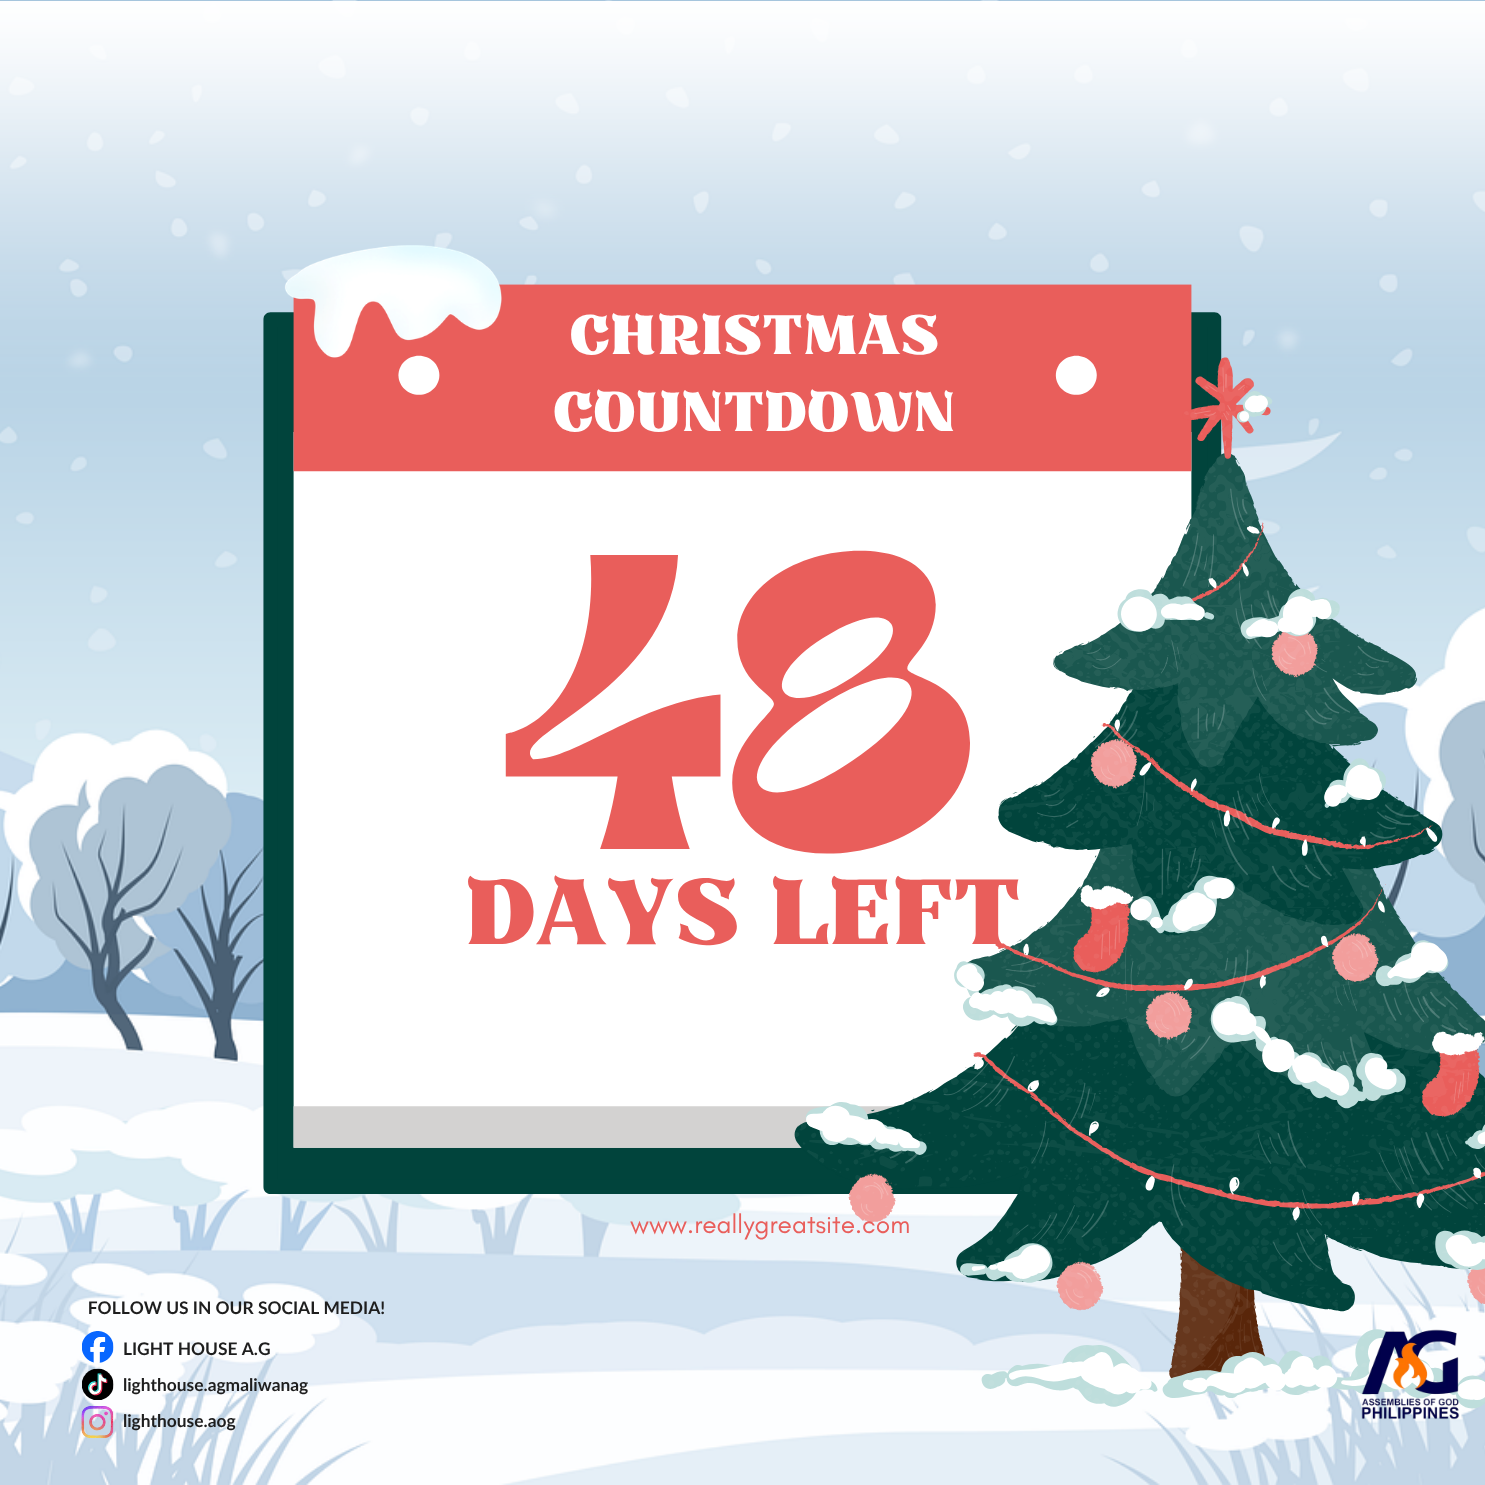 CHRISTMAS
COUNTDOWN
48
DAYS LEFT
www.reallygreatsite.com
FOLLOW US IN OUR SOCIAL MEDIA!
LIGHT HOUSE A.G
lighthouse.agmaliwanag
lighthouse.aog
AG
ASSEMBLIES OF GOD
PHILIPPINES